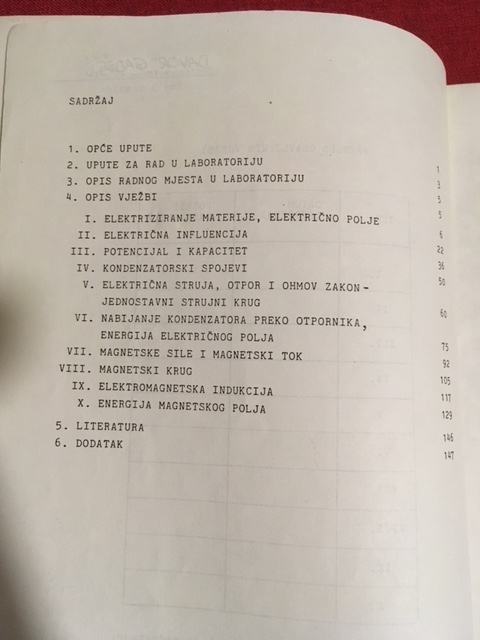 SADRŽAJ
1. OPĆE UPUTE 1
2. UPUTE ZA RAD U LABORATORIJU 3
3. OPIS RADNOG MJESTA U LABORATORIJU 5
4. OPIS VJEŽBI 5
I. ELEKTRIZIRANJE MATERIJE, ELEKTRIČNO POLJE 6
II. ELEKTRIČNA INFLUENCIJA 22
III. POTENCIJAL I KAPACITET 36
IV. KONDENZATORSKI SPOJEVI 50
V. ELEKTRIČNA STRUJA, OTPOR I OHMOV ZAKON-
JEDNOSTAVNI STRUJNI KRUG 60
VI. NABIJANJE KONDENZATORA PREKO OTPORNIKA,
ENERGIJA ELEKTRIČNOG POLJA 75
VII. MAGNETSKE SILE I MAGNETSKI TOK 92
VIII. MAGNETSKI KRUG 105
IX. ELEKTROMAGNETSKA INDUKCIJA 117
X. ENERGIJA MAGNETSKOG POLJA 129
5. LITERATURA 146
6. DODATAK 147